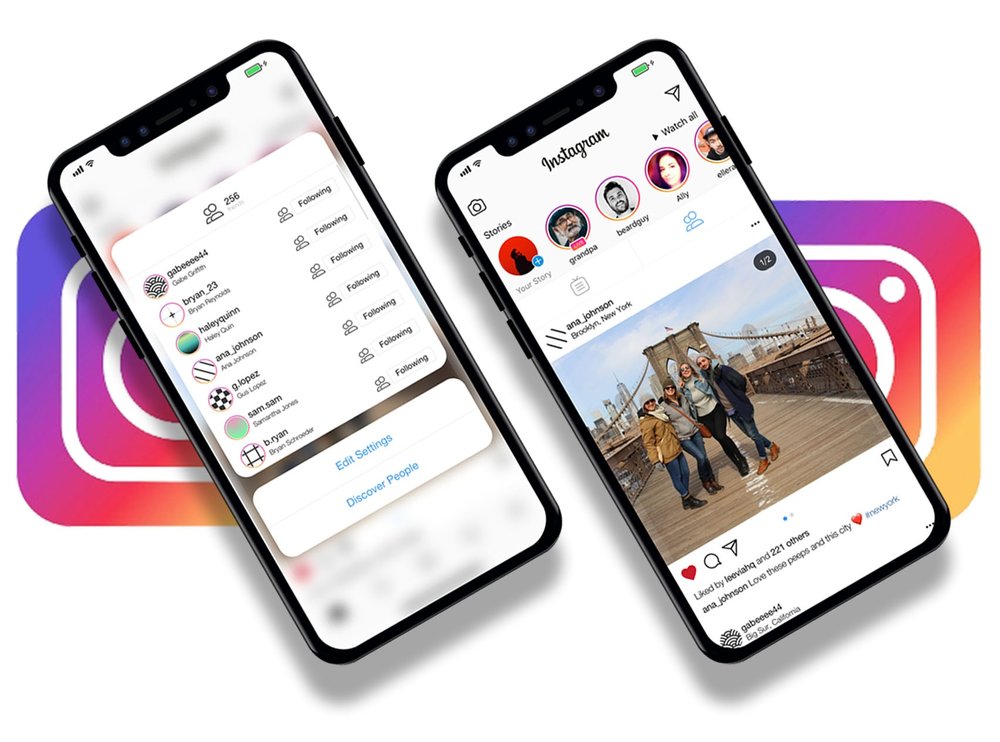 256
friends
gabeeee44
Gabe Griffith
Following
bryan_23
Bryan Reynolds
Following
haleyquinn
Haley Quin
Following
ana_johnson
Ana Johnson
Following
g.lopez
Gus Lopez
Following
sam.sam
Samantha Jones
Following
b.ryan
Bryan Schroeder
Following
Edit Settings
Discover People
Instagram
Stories
Watch all
Your Story
LIVE
grandpa
beardguy
Ally
ellera
ana_johnson
Brooklyn, New York
1/2
Liked by leeviahq and 221 others
ana_johnson Love these peeps and this city ❤️ #newyork
gabeeee44
Big Sur, California